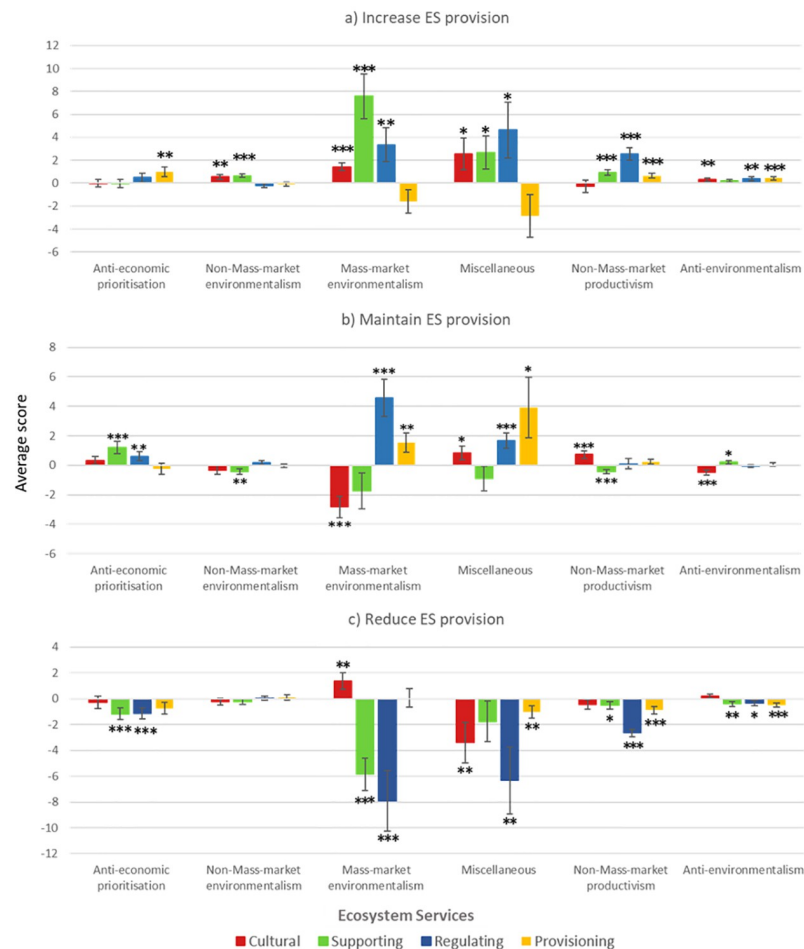 a) Increase ES provision
12
10
8
6
4
2
0
-2
-4
-6
***
**
**
***
***
**
*
*
*
***
***
***
**
**
***
Anti-economic prioritisation
Non-Mass-market environmentalism
Mass-market environmentalism
Miscellaneous
Non-Mass-market productivism
Anti-environmentalism
b) Maintain ES provision
Average score
8
6
4
2
0
-2
-4
-6
***
**
**
***
***
**
*
***
*
***
***
***
*
Anti-economic prioritisation
Non-Mass-market environmentalism
Mass-market environmentalism
Miscellaneous
Non-Mass-market productivism
Anti-environmentalism
c) Reduce ES provision
4
2
0
-2
-4
-6
-8
-10
-12
***
***
**
***
***
**
**
**
*
***
***
**
*
***
Anti-economic prioritisation
Non-Mass-market environmentalism
Mass-market environmentalism
Miscellaneous
Non-Mass-market productivism
Anti-environmentalism
Ecosystem Services
Cultural Supporting Regulating Provisioning